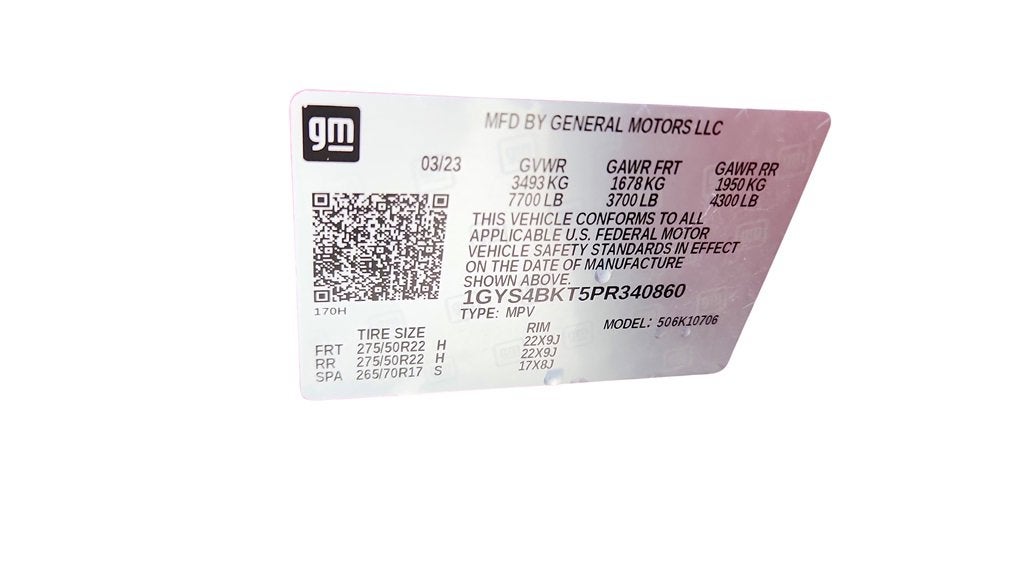 gm
MFD BY GENERAL MOTORS LLC
03/23 GVWR GAWR FRT GAWR RR
3493 KG 1678 KG 1950 KG
7700 LB 3700 LB 4300 LB
THIS VEHICLE CONFORMS TO ALL
APPLICABLE U.S. FEDERAL MOTOR
VEHICLE SAFETY STANDARDS IN EFFECT
ON THE DATE OF MANUFACTURE
SHOWN ABOVE.
1GYS4BKT5PR340860
170H
TYPE: MPV MODEL: 506K10706
TIRE SIZE RIM
FRT 275/50R22 H 22X9J
RR 275/50R22 H 22X9J
SPA 265/70R17 S 17X8J